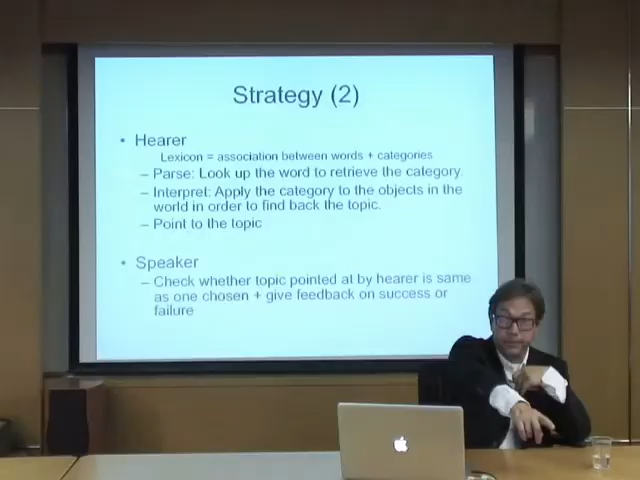 Strategy (2)
• Hearer
Lexicon = association between words + categories
– Parse: Look up the word to retrieve the category.
– Interpret: Apply the category to the objects in the
world in order to find back the topic.
– Point to the topic
• Speaker
– Check whether topic pointed at by hearer is same
as one chosen + give feedback on success or
failure